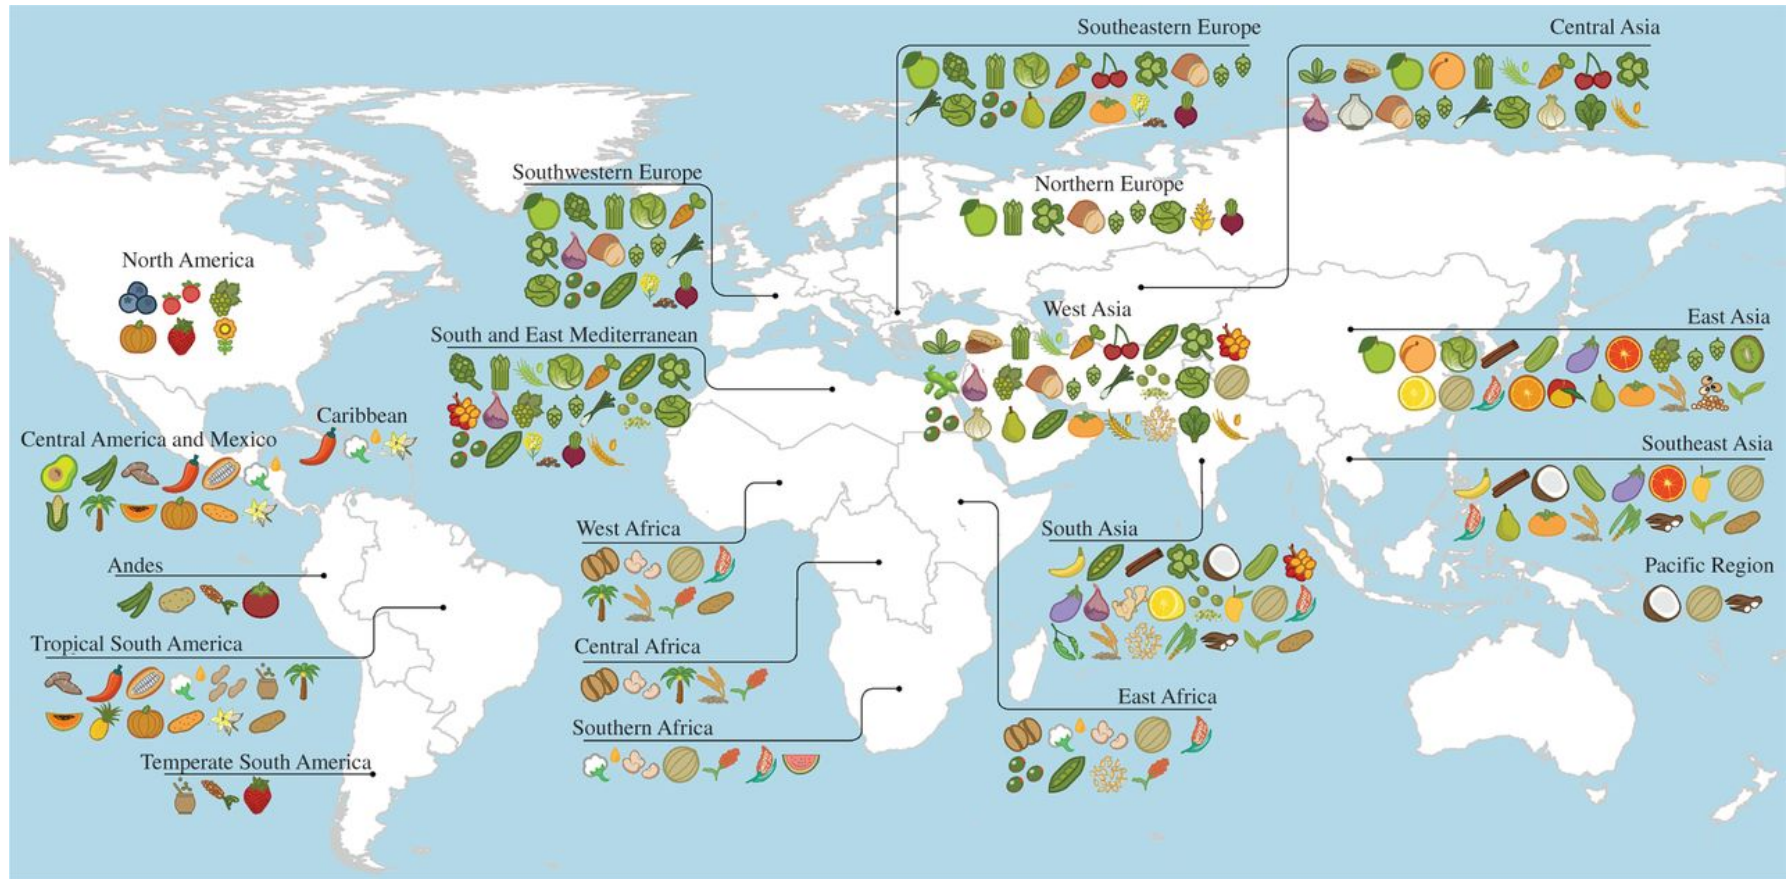 Southeastern Europe
Central Asia
Southwestern Europe
Northern Europe
North America
West Asia
East Asia
South and East Mediterranean
Caribbean
Central America and Mexico
Southeast Asia
West Africa
South Asia
Andes
Pacific Region
Tropical South America
Central Africa
East Africa
Southern Africa
Temperate South America